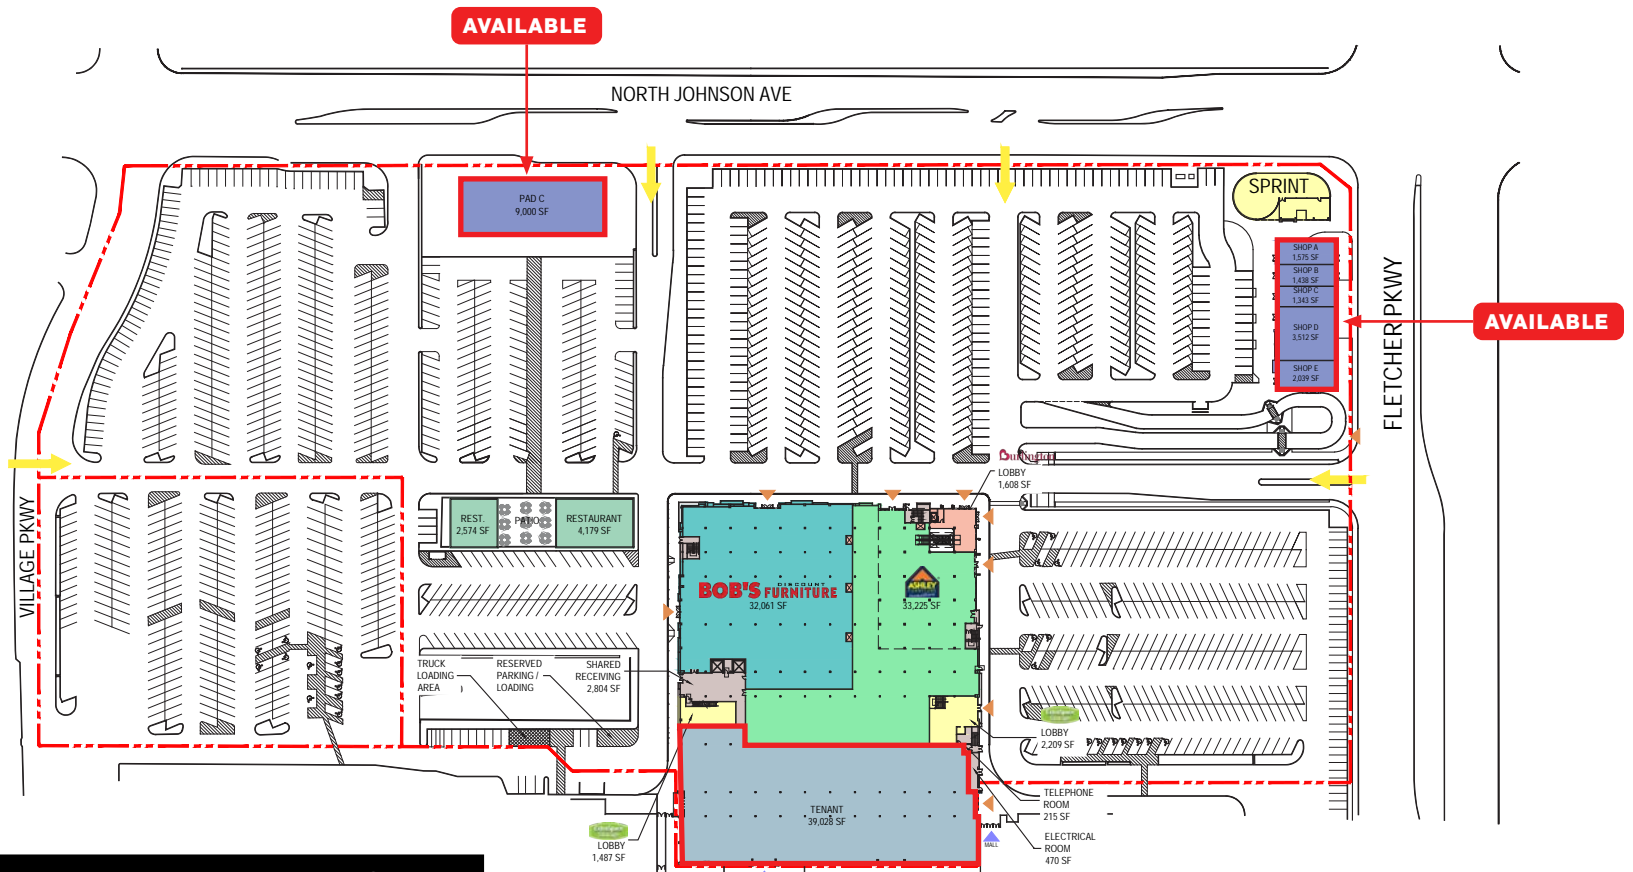 AVAILABLE
NORTH JOHNSON AVE
PAD C
9,000 SF
SPRINT
SHOP A
1,575 SF
SHOP B
1,438 SF
SHOP C
1,343 SF
SHOP D
3,512 SF
SHOP E
2,039 SF
AVAILABLE
FLETCHER PKWY
VILLAGE PKWY
Burlington
LOBBY
1,608 SF
REST.
2,574 SF
PATIO
RESTAURANT
4,179 SF
BOB'S DISCOUNT FURNITURE
32,061 SF
ASHLEY
33,225 SF
TRUCK
LOADING
AREA
RESERVED
PARKING /
LOADING
SHARED
RECEIVING
2,804 SF
LOBBY
2,209 SF
TENANT
39,028 SF
TELEPHONE
ROOM
215 SF
ELECTRICAL
ROOM
470 SF
MALL
LOBBY
1,487 SF